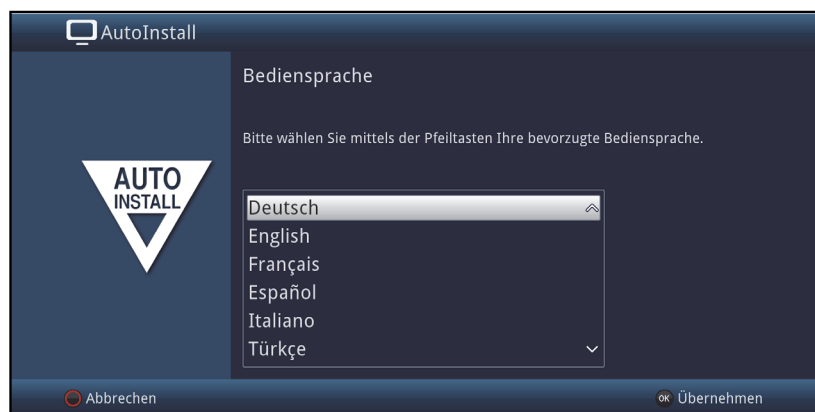 AutoInstall
Bediensprache
Bitte wählen Sie mittels der Pfeiltasten Ihre bevorzugte Bediensprache.
AUTO
INSTALL
Deutsch
English
Français
Español
Italiano
Türkçe
Abbrechen
OK Übernehmen